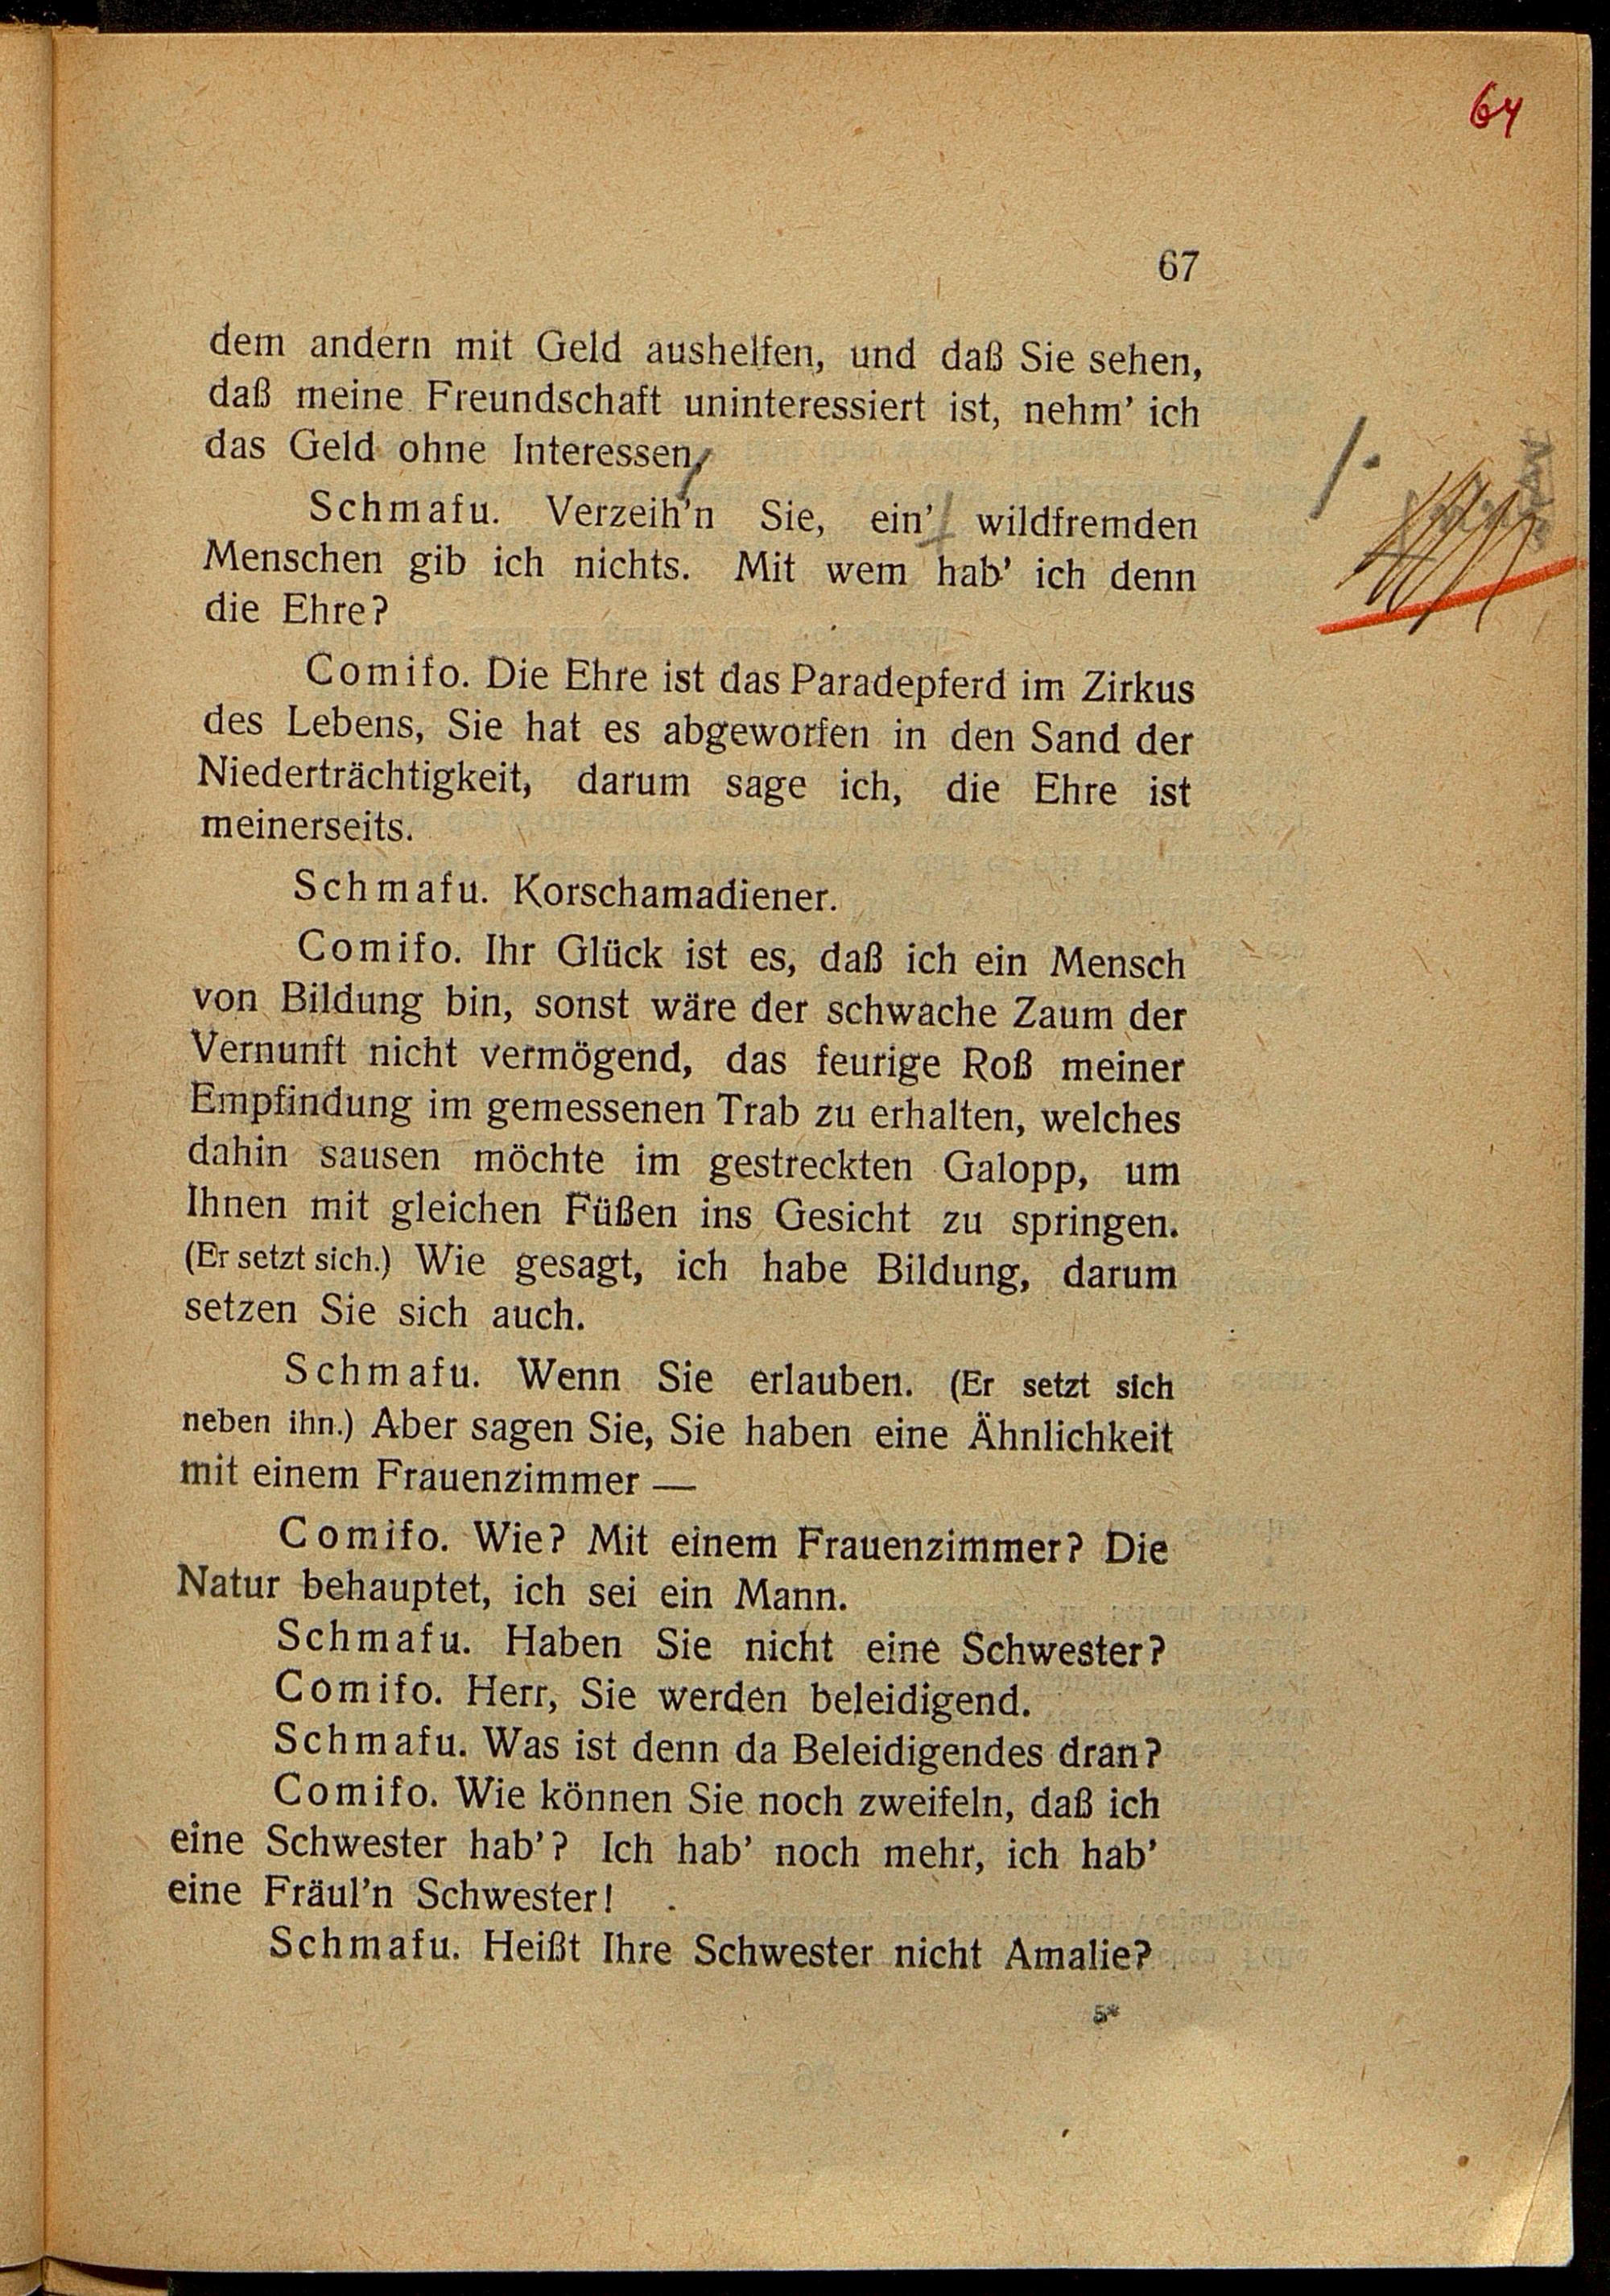 64
67
dem andern mit Geld aushelfen, und daß Sie sehen,
daß meine Freundschaft uninteressiert ist, nehm' ich
das Geld ohne Interessen,
/.
Schmafu. Verzeih'n Sie, ein' wildfremden
Menschen gib ich nichts. Mit wem hab' ich denn
die Ehre?
Comifo. Die Ehre ist das Paradepferd im Zirkus
des Lebens, Sie hat es abgeworfen in den Sand der
Niederträchtigkeit, darum sage ich, die Ehre ist
meinerseits.
Schmafu. Korschamadiener.
Comifo. Ihr Glück ist es, daß ich ein Mensch
von Bildung bin, sonst wäre der schwache Zaum der
Vernunft nicht vermögend, das feurige Roß meiner
Empfindung im gemessenen Trab zu erhalten, welches
dahin sausen möchte im gestreckten Galopp, um
Ihnen mit gleichen Füßen ins Gesicht zu springen.
(Er setzt sich.) Wie gesagt, ich habe Bildung, darum
setzen Sie sich auch.
Schmafu. Wenn Sie erlauben. (Er setzt sich
neben ihn.) Aber sagen Sie, Sie haben eine Ähnlichkeit
mit einem Frauenzimmer —
Comifo. Wie? Mit einem Frauenzimmer? Die
Natur behauptet, ich sei ein Mann.
Schmafu. Haben Sie nicht eine Schwester?
Comifo. Herr, Sie werden beleidigend.
Schmafu. Was ist denn da Beleidigendes dran?
Comifo. Wie können Sie noch zweifeln, daß ich
eine Schwester hab'? Ich hab' noch mehr, ich hab'
eine Fräul'n Schwester!
Schmafu. Heißt Ihre Schwester nicht Amalie?
5*